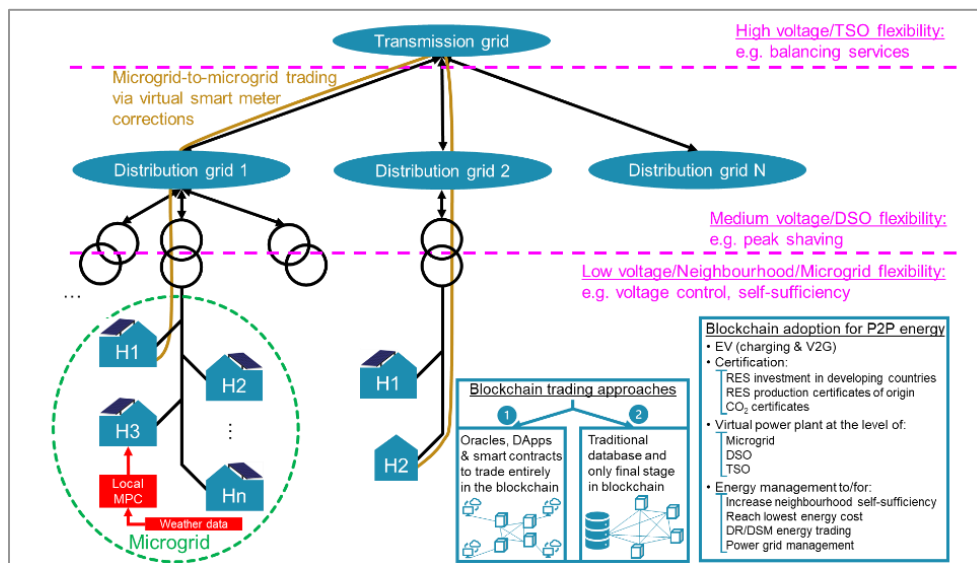 Transmission grid
High voltage/TSO flexibility:
e.g. balancing services
Microgrid-to-microgrid trading
via virtual smart meter
corrections
Distribution grid 1
Distribution grid 2
Distribution grid N
Medium voltage/DSO flexibility:
e.g. peak shaving
Low voltage/Neighbourhood/Microgrid flexibility:
e.g. voltage control, self-sufficiency
...
H1
H2
H3
⋮
Hn
Local
MPC
Weather data
Microgrid
H1
H2
Blockchain trading approaches
1
Oracles, DApps
& smart contracts
to trade entirely
in the blockchain
2
Traditional
database and
only final stage
in blockchain
Blockchain adoption for P2P energy
• EV (charging & V2G)
• Certification:
RES investment in developing countries
RES production certificates of origin
CO₂ certificates
• Virtual power plant at the level of:
Microgrid
DSO
TSO
• Energy management to/for:
Increase neighbourhood self-sufficiency
Reach lowest energy cost
DR/DSM energy trading
Power grid management